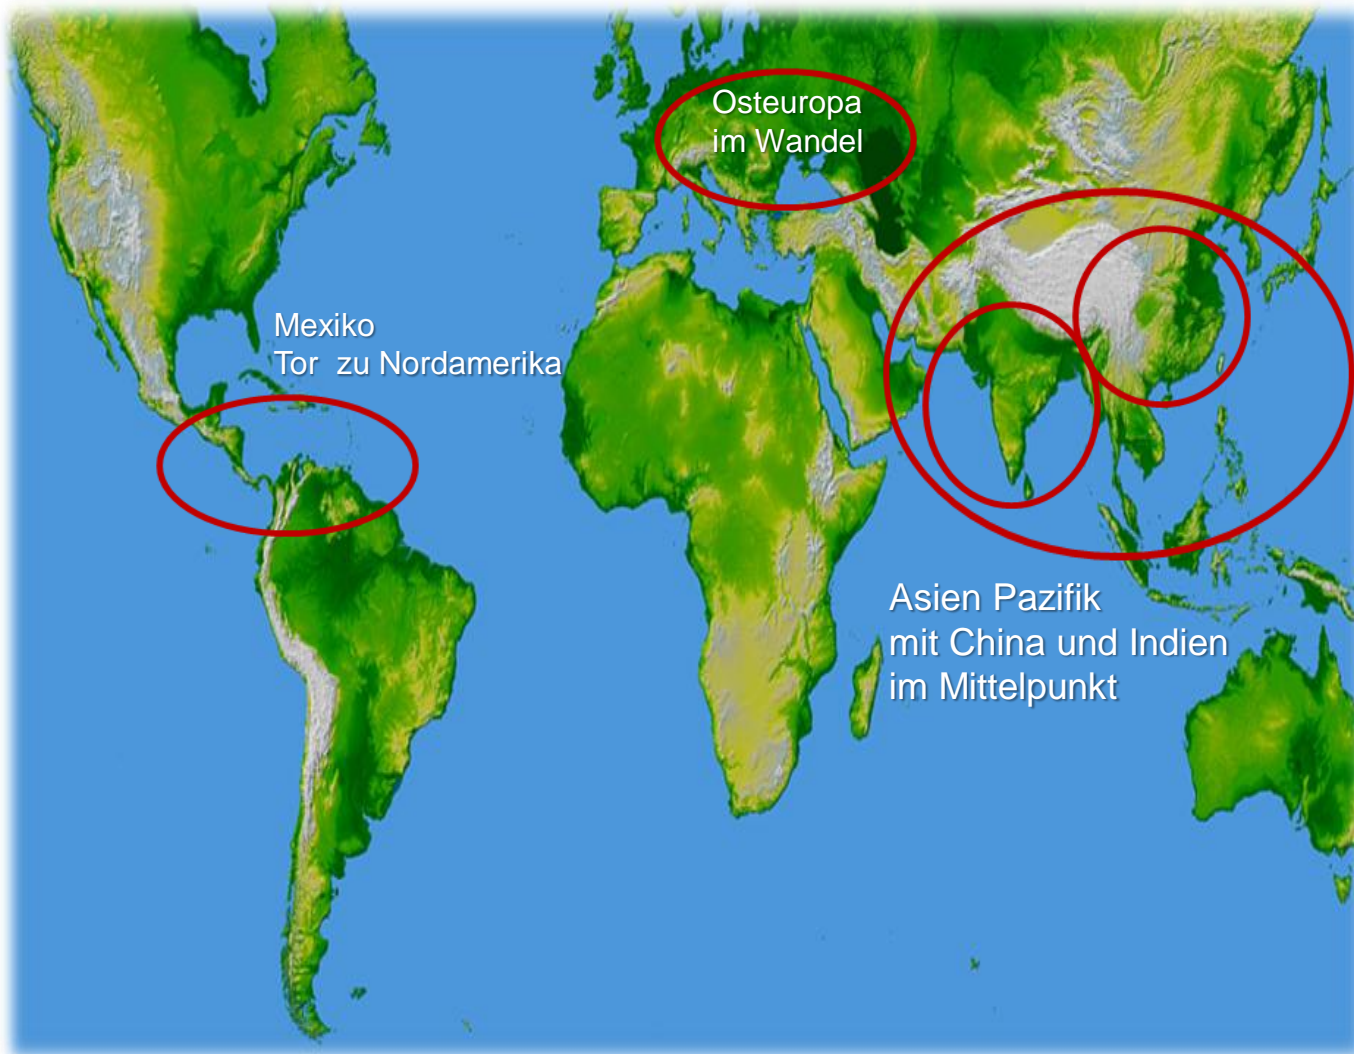 Osteuropa
im Wandel
Mexiko
Tor  zu Nordamerika
Asien Pazifik
mit China und Indien
im Mittelpunkt